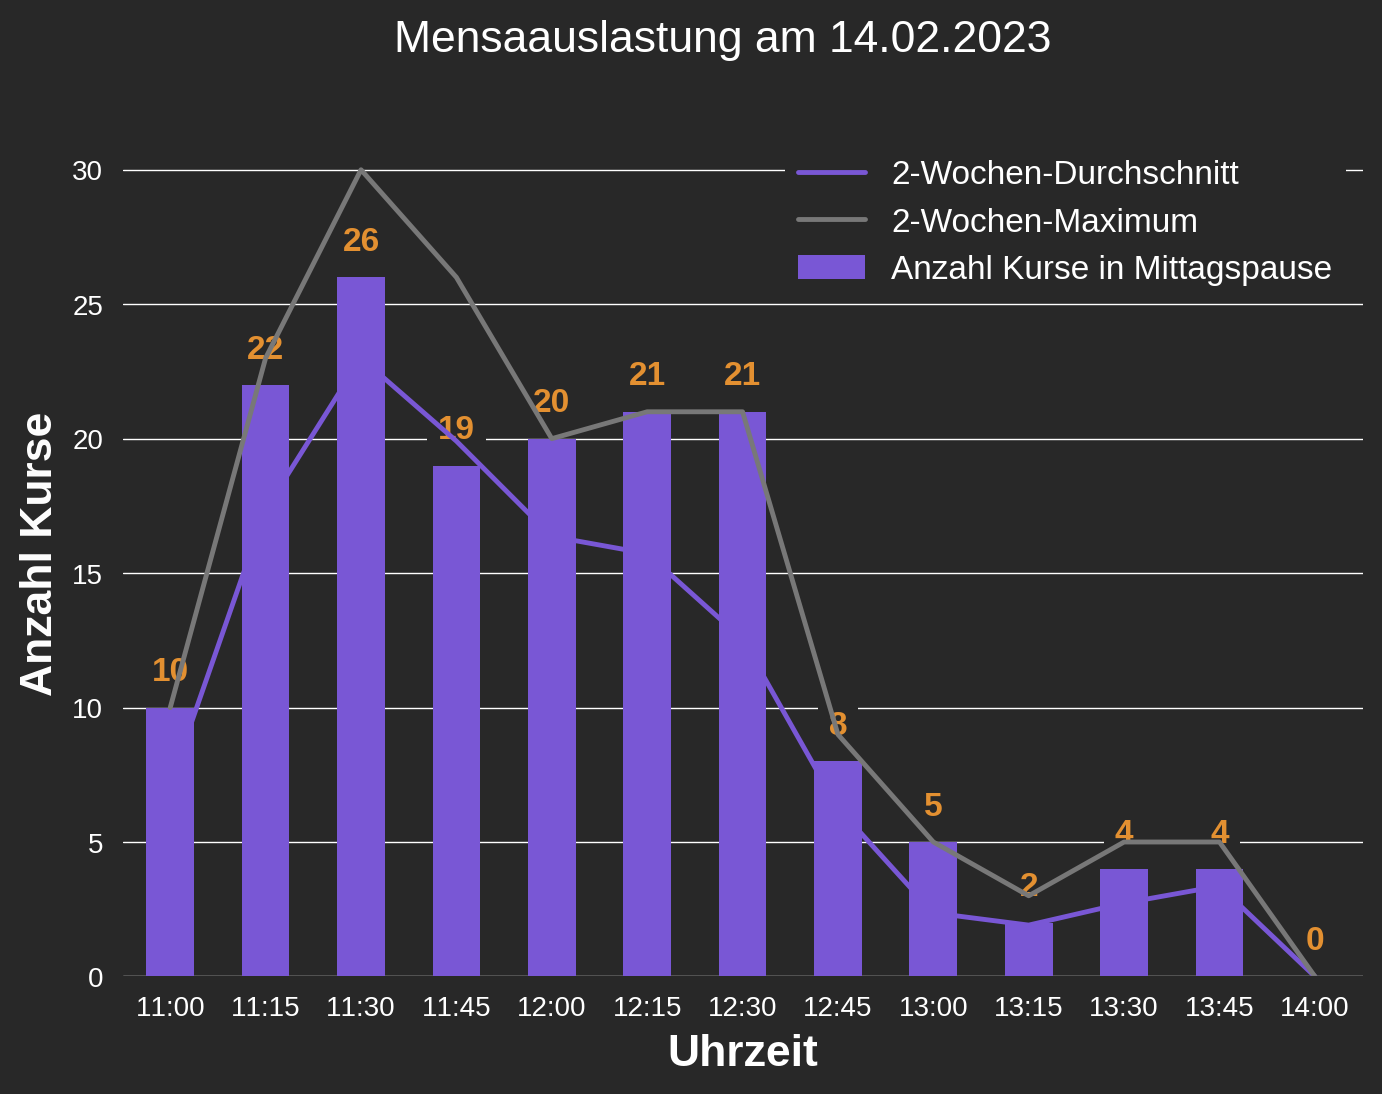 Mensaauslastung am 14.02.2023
2-Wochen-Durchschnitt
2-Wochen-Maximum
Anzahl Kurse in Mittagspause
Anzahl Kurse
30
25
20
15
10
5
0
10
22
26
19
20
21
21
8
5
2
4
4
0
11:00 11:15 11:30 11:45 12:00 12:15 12:30 12:45 13:00 13:15 13:30 13:45 14:00
Uhrzeit